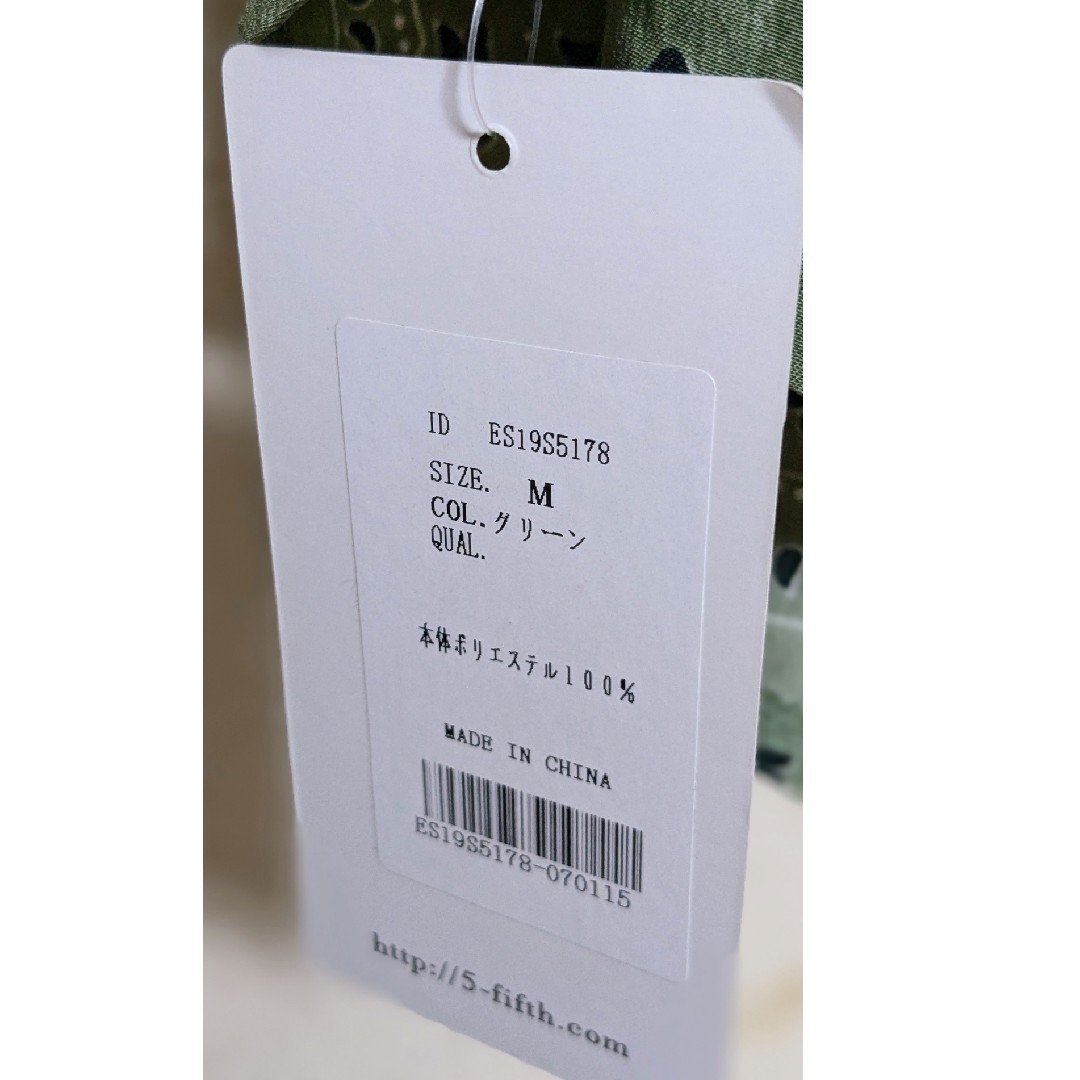 ID ES19S5178
SIZE. M
COL.グリーン
QUAL.
本体ポリエステル100%
MADE IN CHINA
ES19S5178-070115
http://5-fifth.com